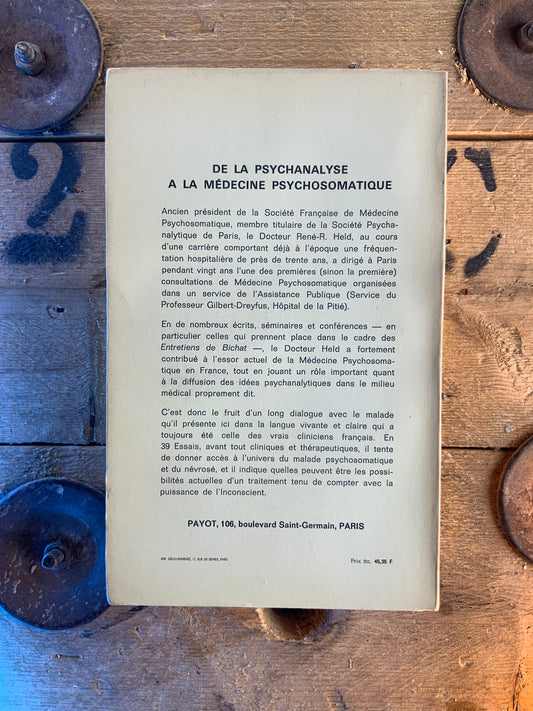 2
DE LA PSYCHANALYSE
A LA MÉDECINE PSYCHOSOMATIQUE
Ancien président de la Société Française de Médecine
Psychosomatique, membre titulaire de la Société Psycha-
nalytique de Paris, le Docteur René-R. Held, au cours
d'une carrière comportant déjà à l'époque une fréquen-
tation hospitalière de près de trente ans, a dirigé à Paris
pendant vingt ans l'une des premières (sinon la première)
consultations de Médecine Psychosomatique organisées
dans un service de l'Assistance Publique (Service du
Professeur Gilbert-Dreyfus, Hôpital de la Pitié).
En de nombreux écrits, séminaires et conférences — en
particulier celles qui prennent place dans le cadre des
Entretiens de Bichat —, le Docteur Held a fortement
contribué à l'essor actuel de la Médecine Psychosoma-
tique en France, tout en jouant un rôle important quant
à la diffusion des idées psychanalytiques dans le milieu
médical proprement dit.
C'est donc le fruit d'un long dialogue avec le malade
qu'il présente ici dans la langue vivante et claire qui a
toujours été celle des vrais cliniciens français. En
39 Essais, avant tout cliniques et thérapeutiques, il tente
de donner accès à l'univers du malade psychosomatique
et du névrosé, et il indique quelles peuvent être les possi-
bilités actuelles d'un traitement tenu de compter avec la
puissance de l'Inconscient.
PAYOT, 106, boulevard Saint-Germain, PARIS
Prix ttc. 45,35 F